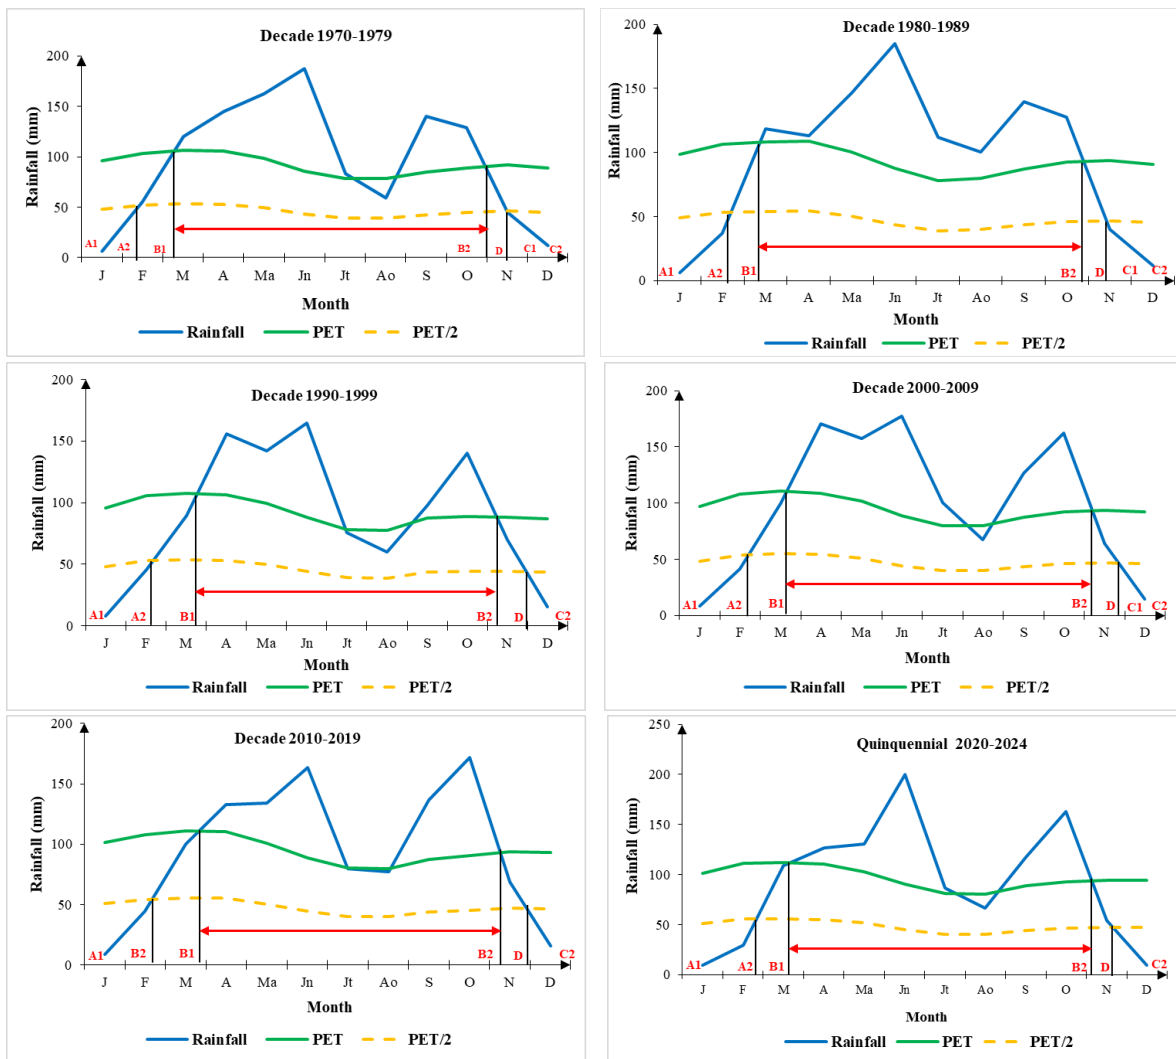 Decade 1970-1979
Rainfall (mm)
200
150
100
50
0
A1 A2 B1 B2 D C1 C2
J F M A Ma Jn Jt Ao S O N D
Month
Rainfall PET PET/2
Decade 1980-1989
Rainfall (mm)
200
150
100
50
0
A1 A2 B1 B2 D C1 C2
J F M A Ma Jn Jt Ao S O N D
Month
Rainfall PET PET/2
Decade 1990-1999
Rainfall (mm)
200
150
100
50
0
A1 A2 B1 B2 D C2
J F M A Ma Jn Jt Ao S O N D
Month
Rainfall PET PET/2
Decade 2000-2009
Rainfall (mm)
200
150
100
50
0
A1 A2 B1 B2 D C1 C2
J F M A Ma Jn Jt Ao S O N D
Month
Rainfall PET PET/2
Decade 2010-2019
Rainfall (mm)
200
150
100
50
0
A1 B2 B1 B2 D C2
J F M A Ma Jn Jt Ao S O N D
Month
Rainfall PET PET/2
Quinquennial 2020-2024
Rainfall (mm)
250
200
150
100
50
0
A1 A2 B1 B2 D C2
J F M A Ma Jn Jt Ao S O N D
Month
Rainfall PET PET/2